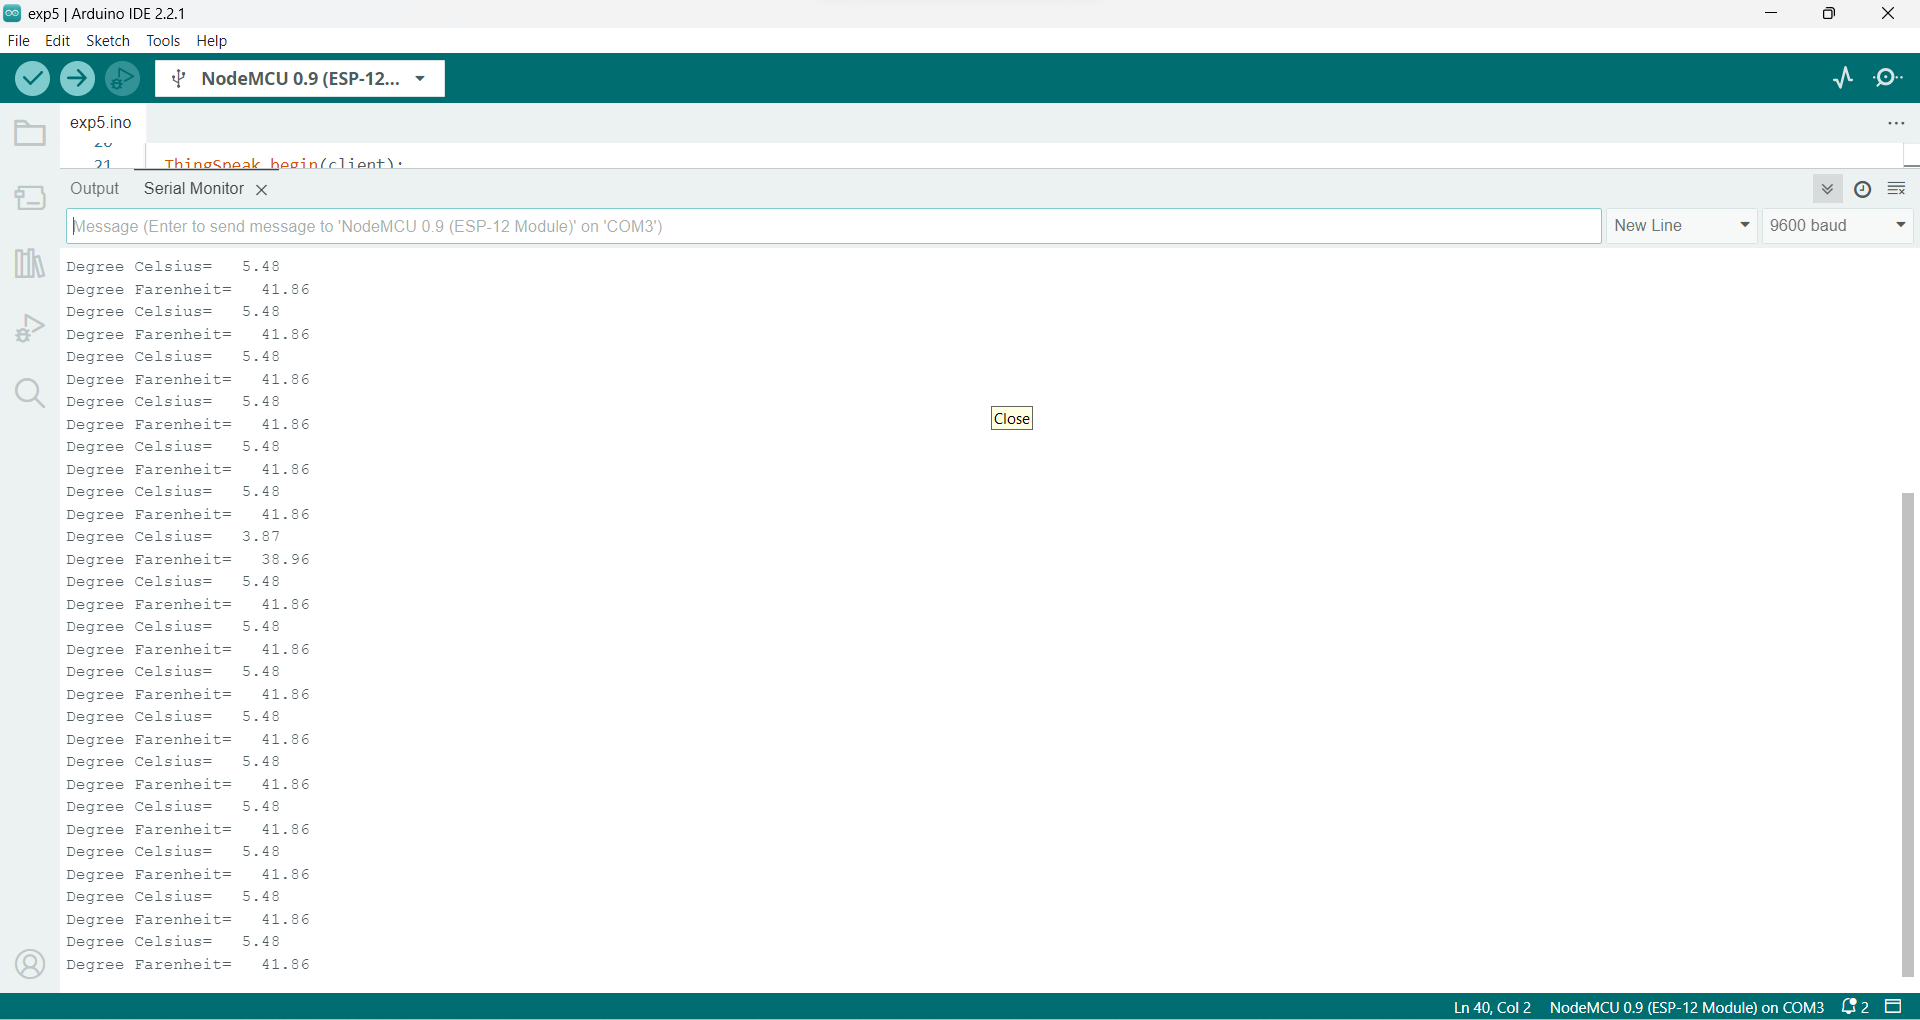 exp5 | Arduino IDE 2.2.1
File Edit Sketch Tools Help
NodeMCU 0.9 (ESP-12...
exp5.ino
20
21 ThingSpeak.begin(client);
Output Serial Monitor
Message (Enter to send message to 'NodeMCU 0.9 (ESP-12 Module)' on 'COM3') New Line 9600 baud
Degree Celsius= 5.48
Degree Farenheit= 41.86
Degree Celsius= 5.48
Degree Farenheit= 41.86
Degree Celsius= 5.48
Degree Farenheit= 41.86
Degree Celsius= 5.48
Close
Degree Farenheit= 41.86
Degree Celsius= 5.48
Degree Farenheit= 41.86
Degree Celsius= 5.48
Degree Farenheit= 41.86
Degree Celsius= 3.87
Degree Farenheit= 38.96
Degree Celsius= 5.48
Degree Farenheit= 41.86
Degree Celsius= 5.48
Degree Farenheit= 41.86
Degree Celsius= 5.48
Degree Farenheit= 41.86
Degree Celsius= 5.48
Degree Farenheit= 41.86
Degree Celsius= 5.48
Degree Farenheit= 41.86
Degree Celsius= 5.48
Degree Farenheit= 41.86
Degree Celsius= 5.48
Degree Farenheit= 41.86
Degree Celsius= 5.48
Degree Farenheit= 41.86
Degree Celsius= 5.48
Degree Farenheit= 41.86
Ln 40, Col 2 NodeMCU 0.9 (ESP-12 Module) on COM3 2